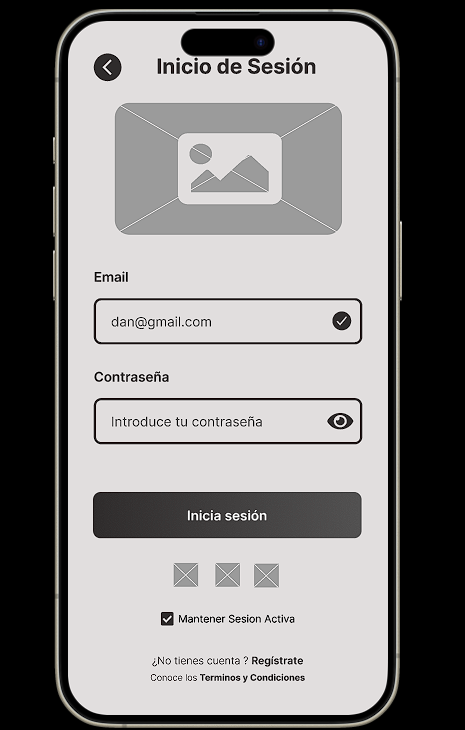 Inicio de Sesión
Email
dan@gmail.com
Contraseña
Introduce tu contraseña
Inicia sesión
Mantener Sesion Activa
¿No tienes cuenta ? Regístrate
Conoce los Terminos y Condiciones